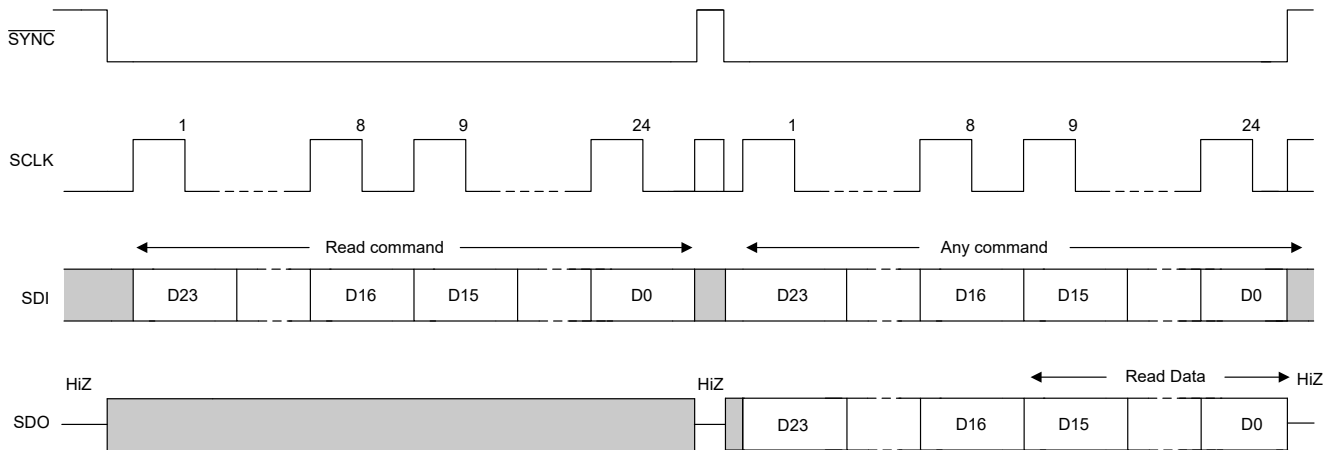 SYNC
1 8 9 24 1 8 9 24
SCLK
Read command Any command
SDI D23 D16 D15 D0 D23 D16 D15 D0
HiZ HiZ Read Data HiZ
SDO D23 D16 D15 D0